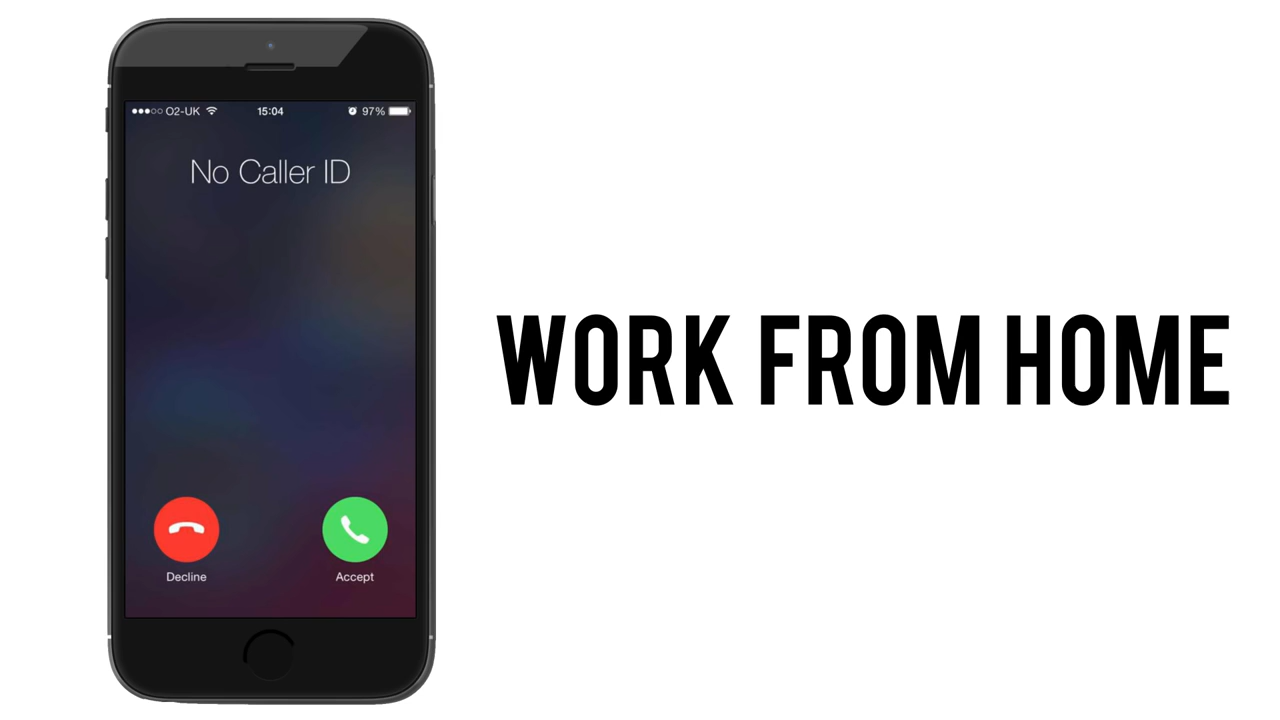 O2-UK 15:04 97%
No Caller ID
WORK FROM HOME
Decline Accept